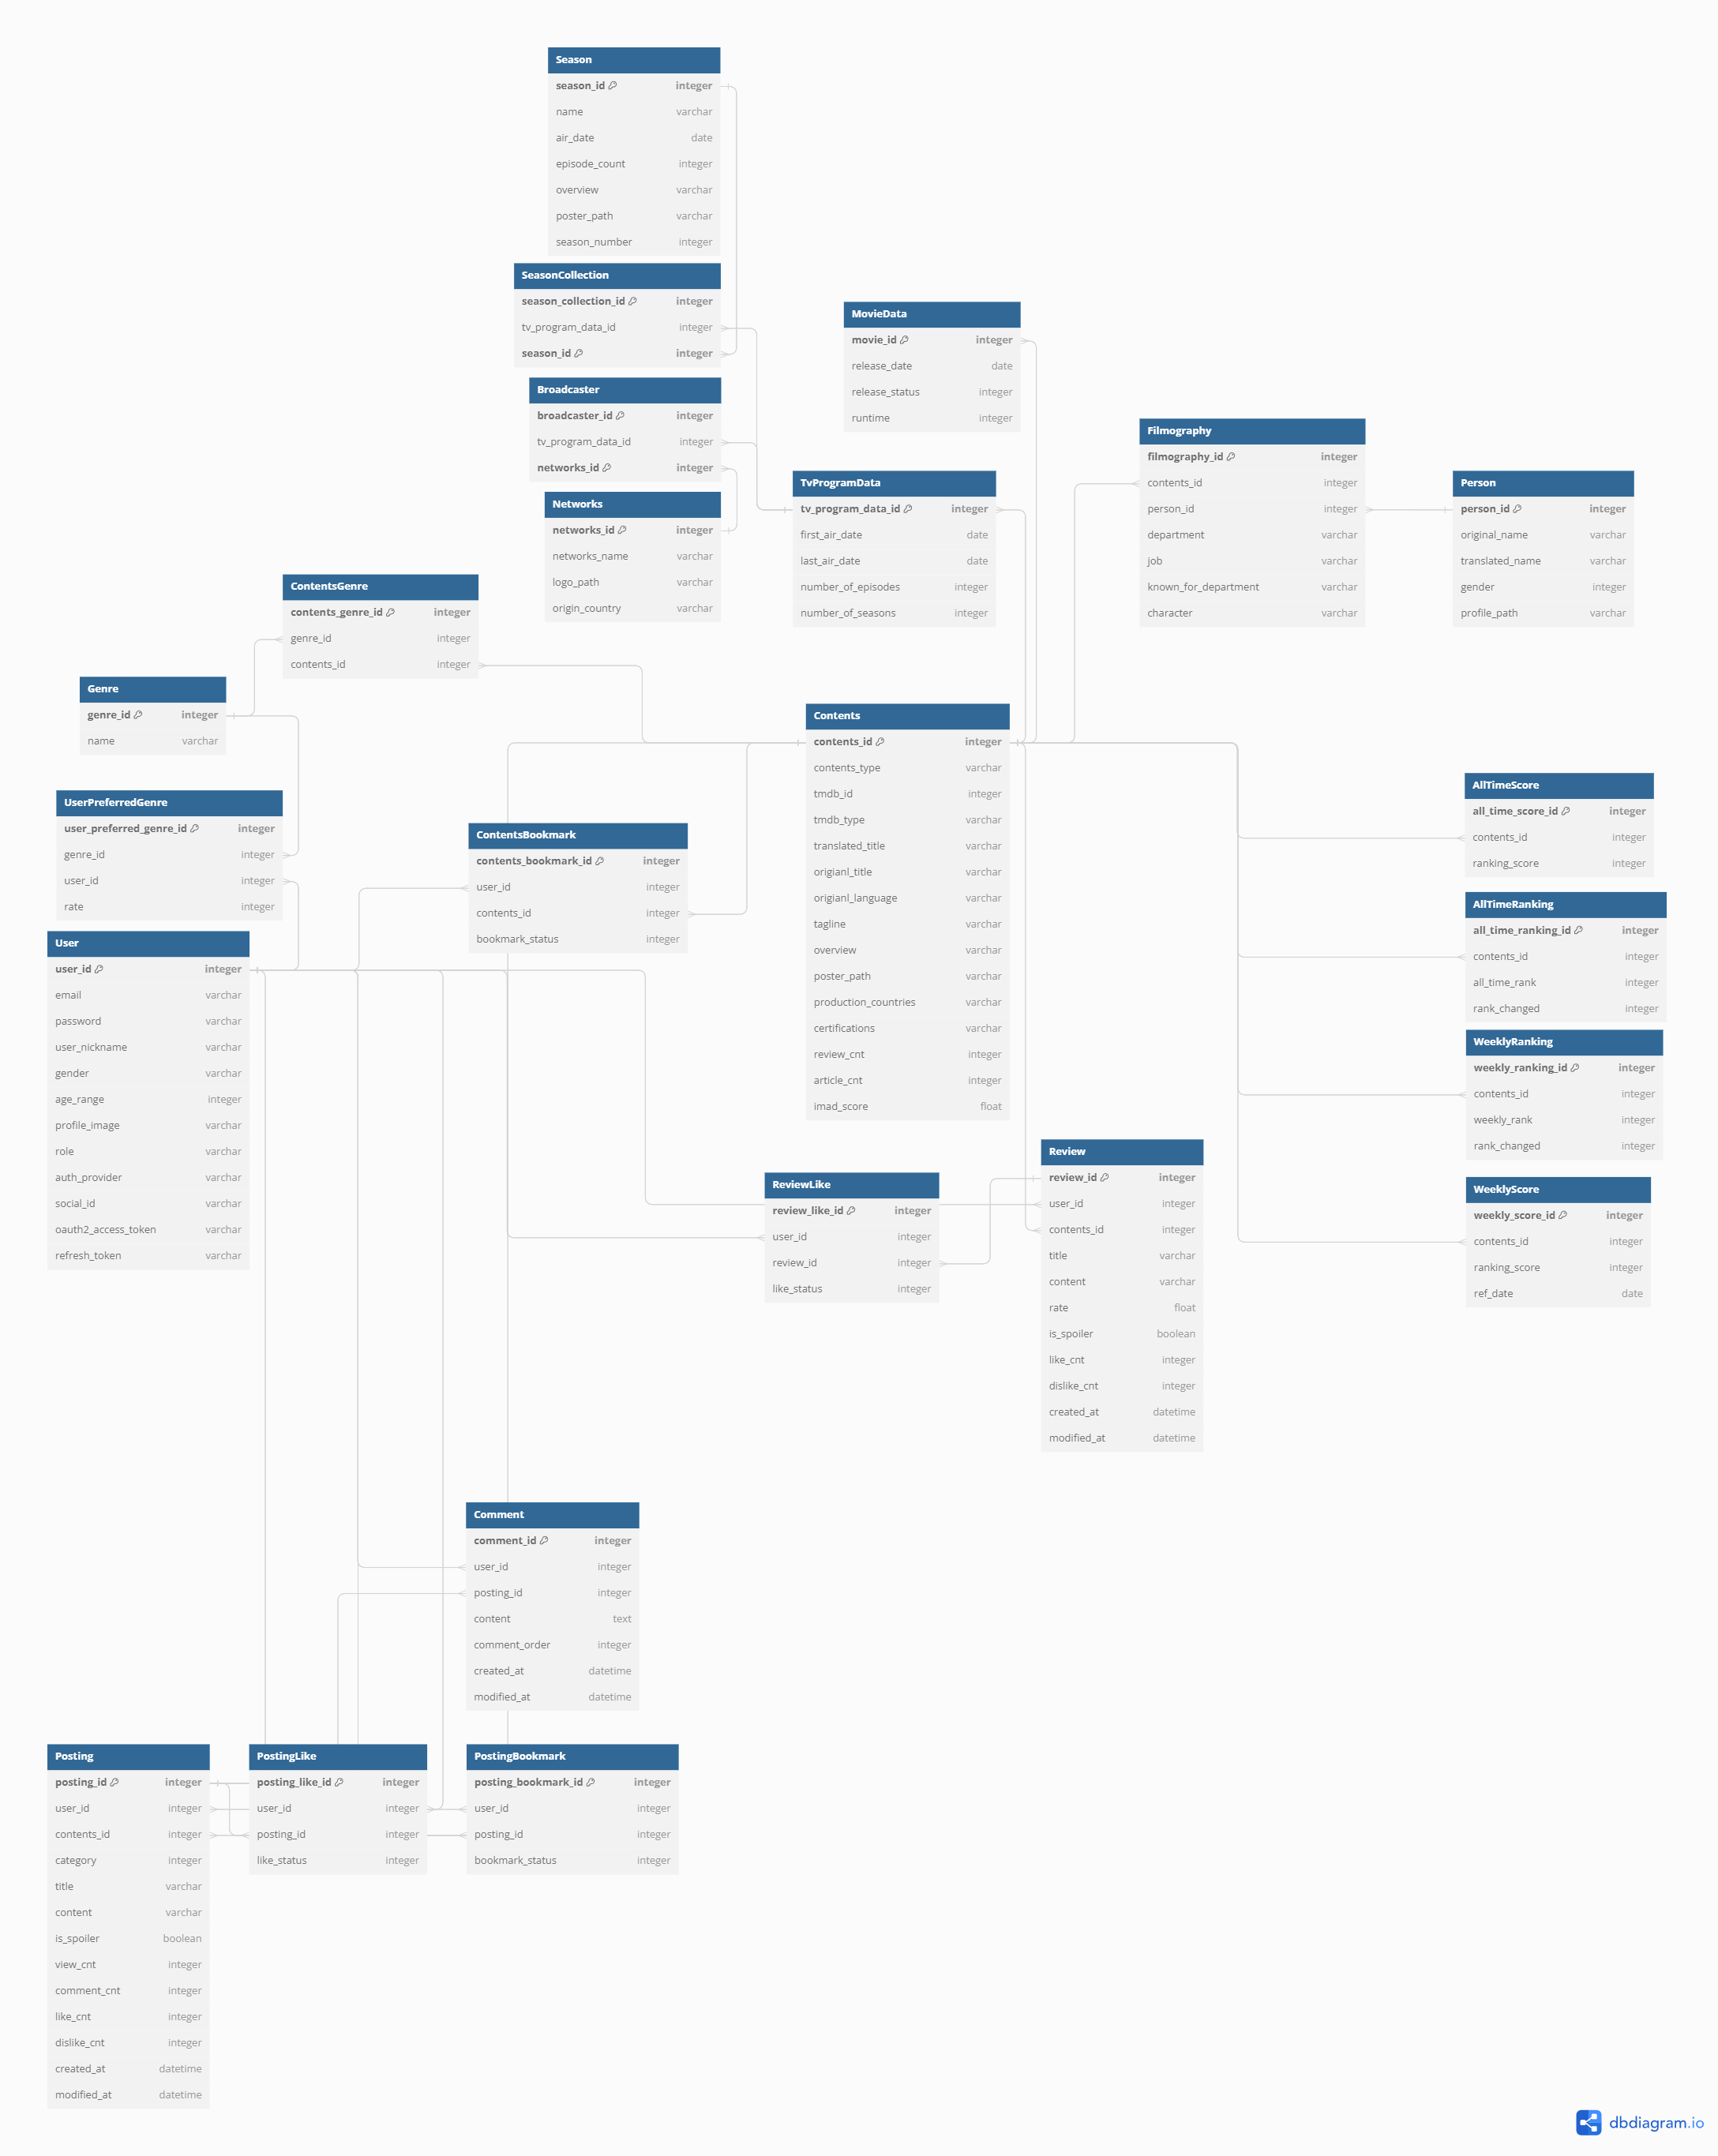 Season
season_id integer
name varchar
air_date date
episode_count integer
overview varchar
poster_path varchar
season_number integer
SeasonCollection
season_collection_id integer
tv_program_data_id integer
season_id integer
Broadcaster
broadcaster_id integer
tv_program_data_id integer
networks_id integer
Networks
networks_id integer
networks_name varchar
logo_path varchar
origin_country varchar
MovieData
movie_id integer
release_date date
release_status integer
runtime integer
TvProgramData
tv_program_data_id integer
first_air_date date
last_air_date date
number_of_episodes integer
number_of_seasons integer
Filmography
filmography_id integer
contents_id integer
person_id integer
department varchar
job varchar
known_for_department varchar
character varchar
Person
person_id integer
original_name varchar
translated_name varchar
gender integer
profile_path varchar
ContentsGenre
contents_genre_id integer
genre_id integer
contents_id integer
Genre
genre_id integer
name varchar
UserPreferredGenre
user_preferred_genre_id integer
genre_id integer
user_id integer
rate integer
User
user_id integer
email varchar
password varchar
user_nickname varchar
gender varchar
age_range integer
profile_image varchar
role varchar
auth_provider varchar
social_id varchar
oauth2_access_token varchar
refresh_token varchar
ContentsBookmark
contents_bookmark_id integer
user_id integer
contents_id integer
bookmark_status integer
Contents
contents_id integer
contents_type varchar
tmdb_id integer
tmdb_type varchar
translated_title varchar
origianl_title varchar
origianl_language varchar
tagline varchar
overview varchar
poster_path varchar
production_countries varchar
certifications varchar
review_cnt integer
article_cnt integer
imad_score float
AllTimeScore
all_time_score_id integer
contents_id integer
ranking_score integer
AllTimeRanking
all_time_ranking_id integer
contents_id integer
all_time_rank integer
rank_changed integer
WeeklyRanking
weekly_ranking_id integer
contents_id integer
weekly_rank integer
rank_changed integer
WeeklyScore
weekly_score_id integer
contents_id integer
ranking_score integer
ref_date date
ReviewLike
review_like_id integer
user_id integer
review_id integer
like_status integer
Review
review_id integer
user_id integer
contents_id integer
title varchar
content varchar
rate float
is_spoiler boolean
like_cnt integer
dislike_cnt integer
created_at datetime
modified_at datetime
Comment
comment_id integer
user_id integer
posting_id integer
content text
comment_order integer
created_at datetime
modified_at datetime
Posting
posting_id integer
user_id integer
contents_id integer
category integer
title varchar
content varchar
is_spoiler boolean
view_cnt integer
comment_cnt integer
like_cnt integer
dislike_cnt integer
created_at datetime
modified_at datetime
PostingLike
posting_like_id integer
user_id integer
posting_id integer
like_status integer
PostingBookmark
posting_bookmark_id integer
user_id integer
posting_id integer
bookmark_status integer
dbdiagram.io